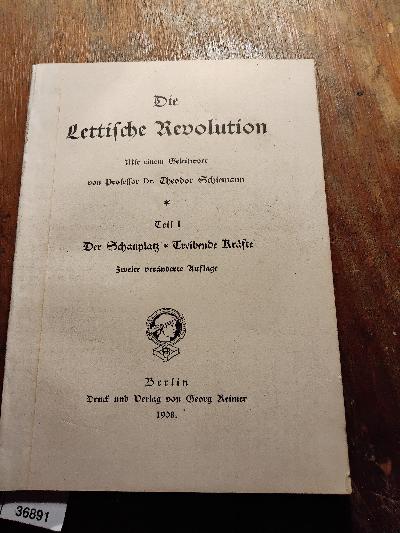 Die
Lettische Revolution
Mit einem Geleitwort
von Professor Dr. Theodor Schiemann
*
Teil I
Der Schauplatz * Treibende Kräfte
Zweite veränderte Auflage
Berlin
Druck und Verlag von Georg Reimer
1908.
36891